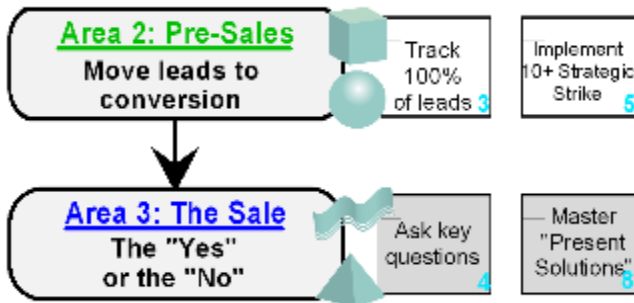 Area 2: Pre-Sales
Move leads to
conversion
Track
100%
of leads 3
Implement
10+ Strategic
Strike
5
Area 3: The Sale
The "Yes"
or the "No"
Ask key
questions
4
Master
"Present
Solutions"
8